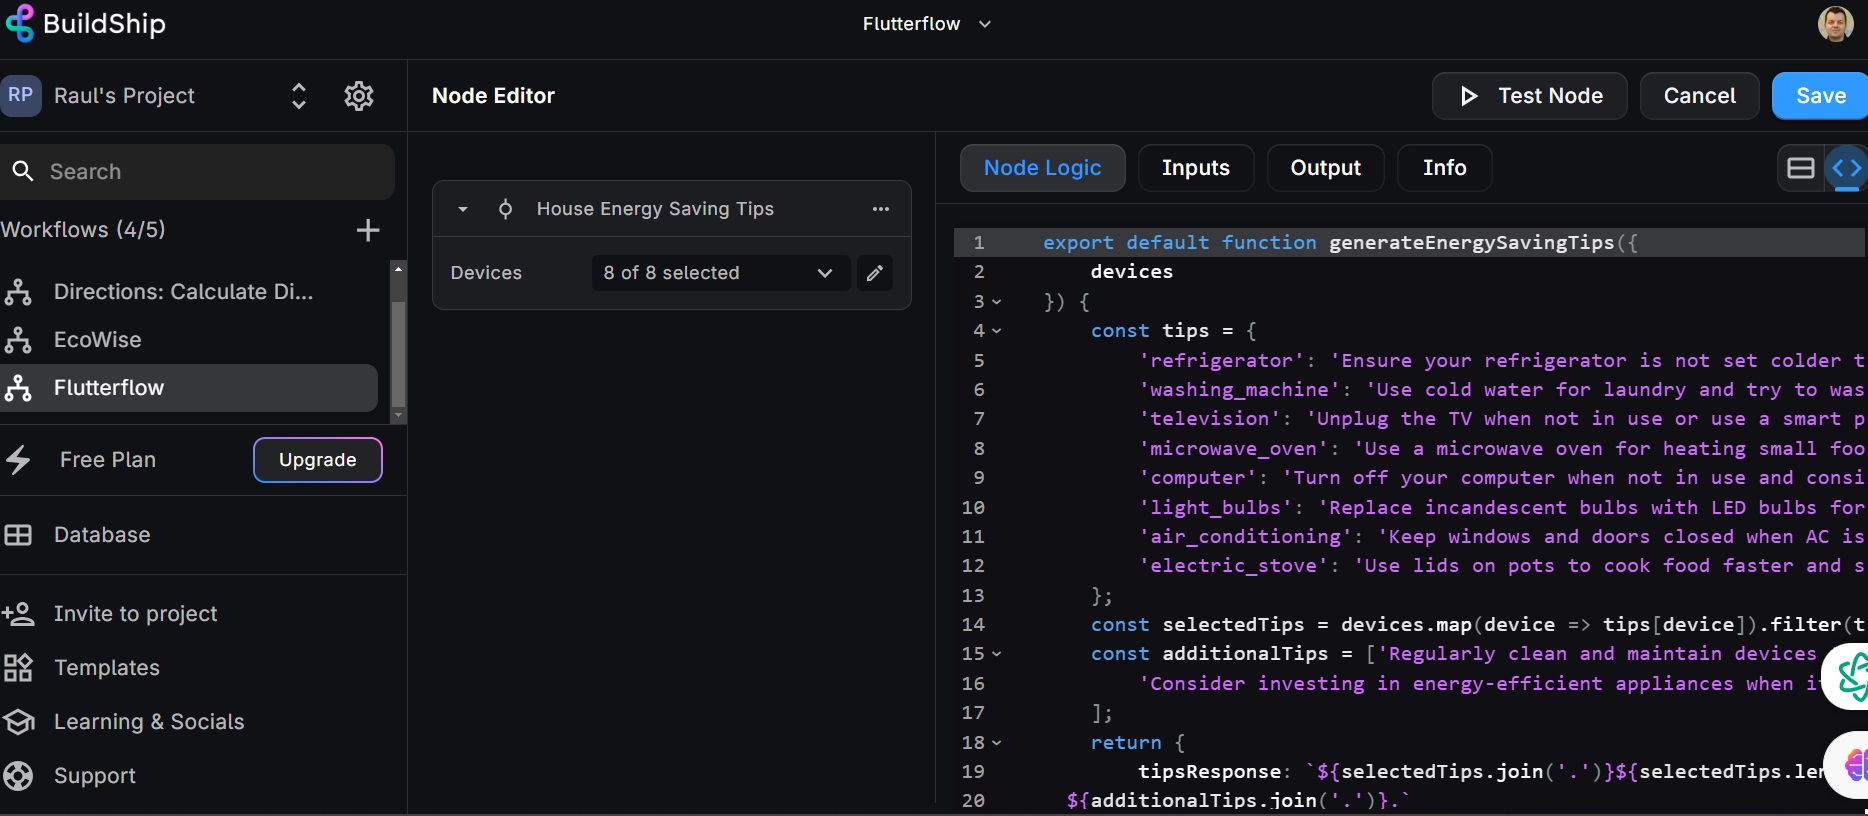 BuildShip
Flutterflow
RP Raul's Project
Node Editor
Test Node
Cancel
Save
Search
Workflows (4/5)
Directions: Calculate Di...
EcoWise
Flutterflow
Free Plan
Upgrade
Database
Invite to project
Templates
Learning & Socials
Support
House Energy Saving Tips
Devices
8 of 8 selected
Node Logic
Inputs
Output
Info
1 export default function generateEnergySavingTips({
2 devices
3 }) {
4 const tips = {
5 'refrigerator': 'Ensure your refrigerator is not set colder t
6 'washing_machine': 'Use cold water for laundry and try to was
7 'television': 'Unplug the TV when not in use or use a smart p
8 'microwave_oven': 'Use a microwave oven for heating small foo
9 'computer': 'Turn off your computer when not in use and consi
10 'light_bulbs': 'Replace incandescent bulbs with LED bulbs for
11 'air_conditioning': 'Keep windows and doors closed when AC is
12 'electric_stove': 'Use lids on pots to cook food faster and s
13 };
14 const selectedTips = devices.map(device => tips[device]).filter(t
15 const additionalTips = ['Regularly clean and maintain devices
16 'Consider investing in energy-efficient appliances when i
17 ];
18 return {
19 tipsResponse: `${selectedTips.join('.')}${selectedTips.le
20 ${additionalTips.join('.')}.`